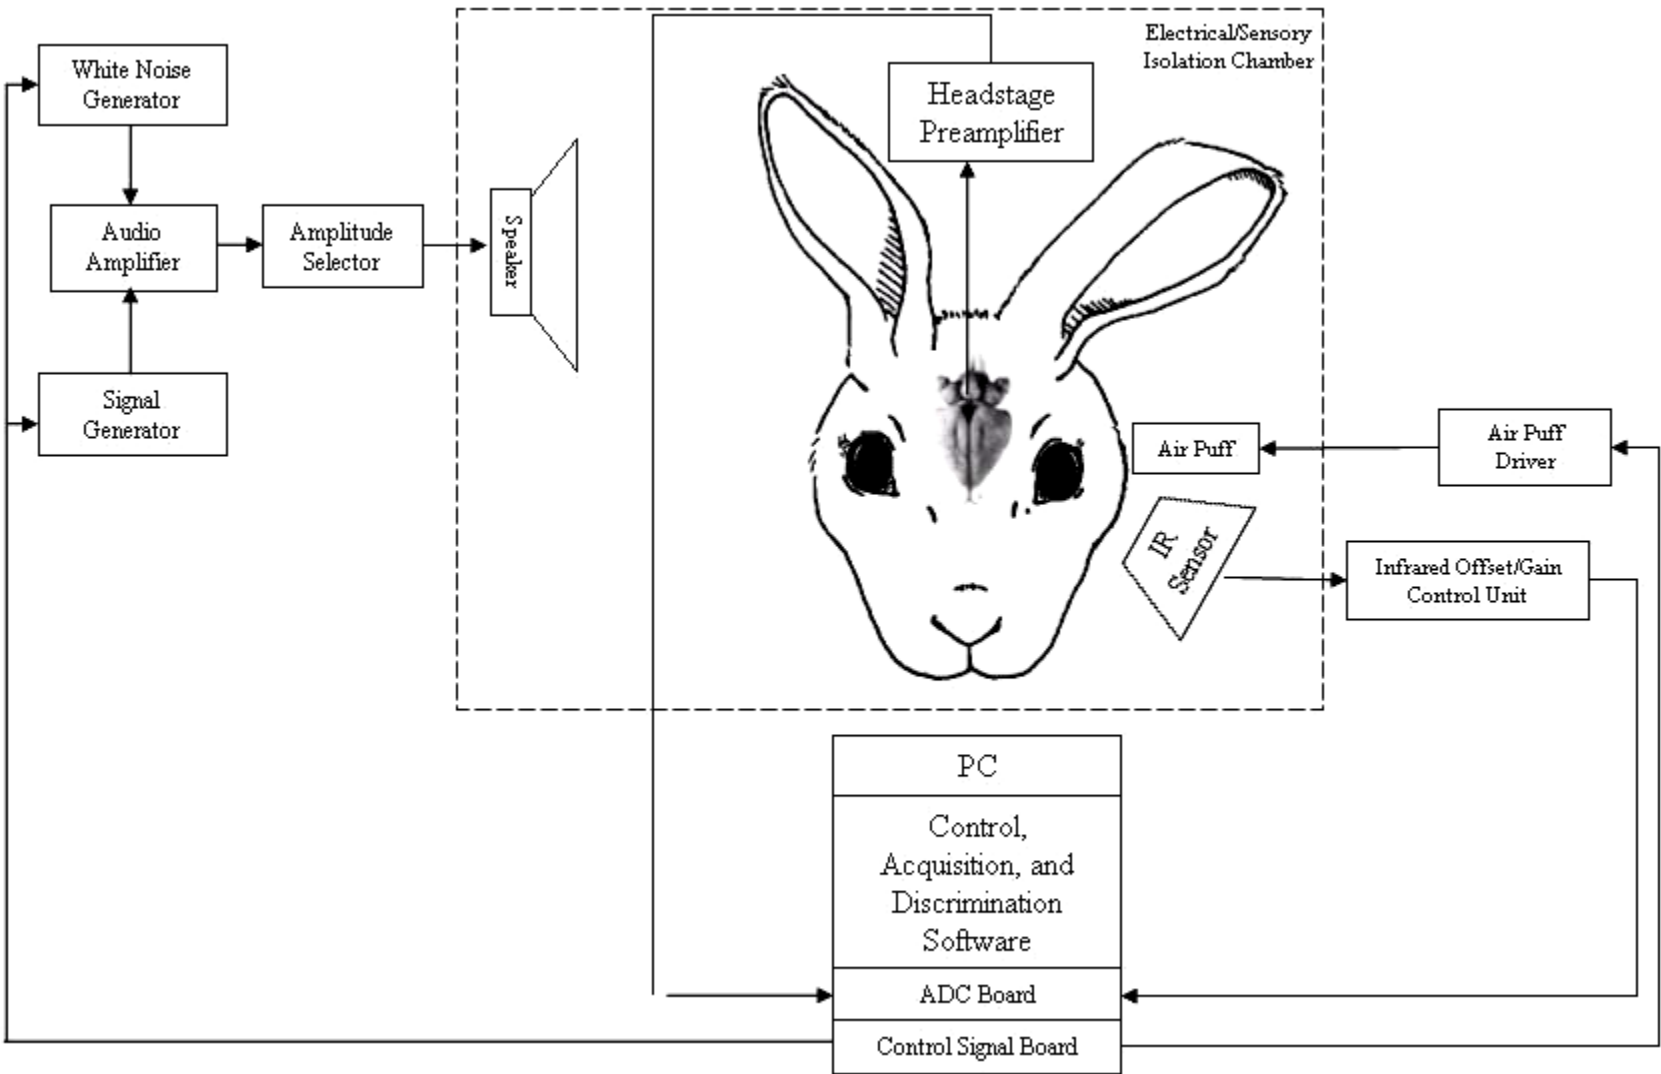 Electrical/Sensory
Isolation Chamber
White Noise
Generator
Headstage
Preamplifier
Audio
Amplifier
Amplitude
Selector
Speaker
Signal
Generator
Air Puff
Air Puff
Driver
IR
Sensor
Infrared Offset/Gain
Control Unit
PC
Control,
Acquisition, and
Discrimination
Software
ADC Board
Control Signal Board